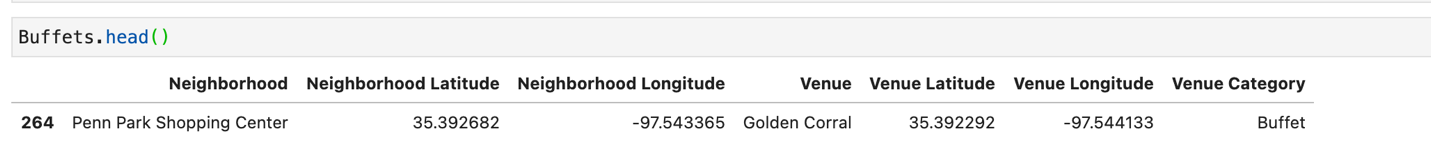 Buffets.head()
Neighborhood Neighborhood Latitude Neighborhood Longitude Venue Venue Latitude Venue Longitude Venue Category
264 Penn Park Shopping Center 35.392682 -97.543365 Golden Corral 35.392292 -97.544133 Buffet